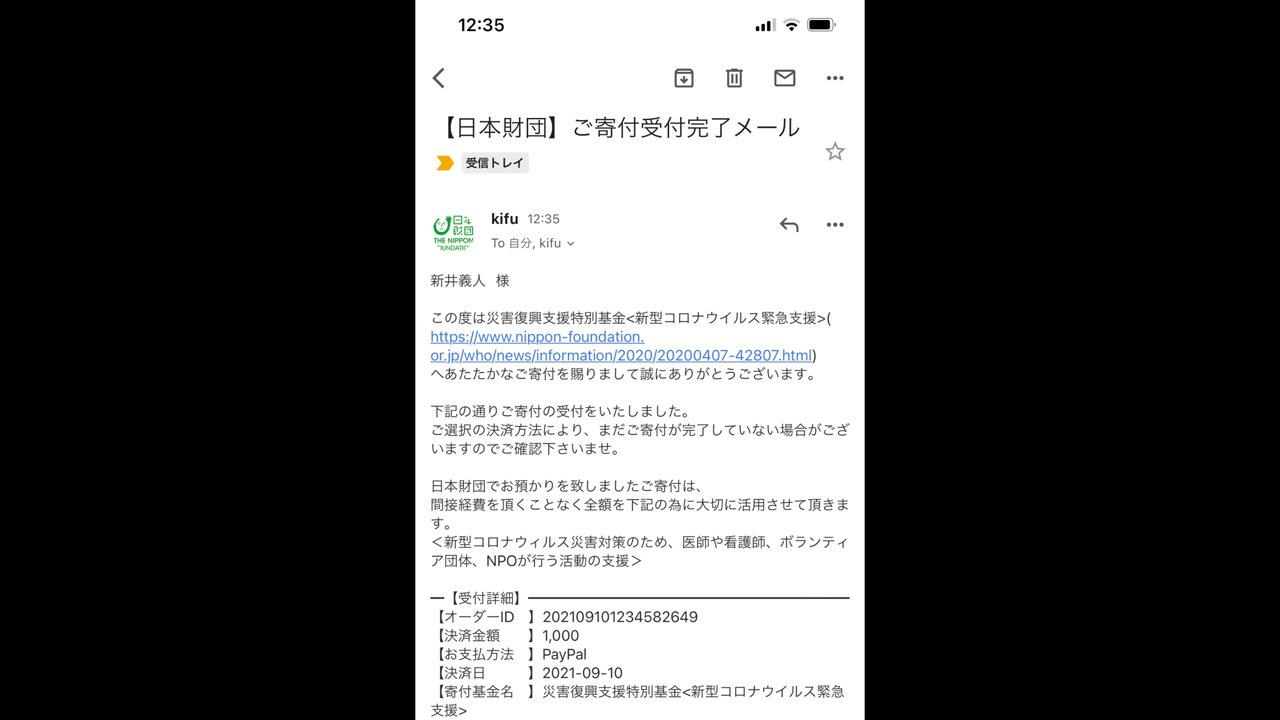 12:35
【日本財団】ご寄付受付完了メール
受信トレイ
日本
財団
THE NIPPON
FOUNDATION
kifu 12:35
To 自分, kifu
新井義人 様
この度は災害復興支援特別基金<新型コロナウイルス緊急支援>(
https://www.nippon-foundation.
or.jp/who/news/information/2020/20200407-42807.html)
へあたたかなご寄付を賜りまして誠にありがとうございます。
下記の通りご寄付の受付をいたしました。
ご選択の決済方法により、まだご寄付が完了していない場合がござ
いますのでご確認下さいませ。
日本財団でお預かりを致しましたご寄付は、
間接経費を頂くことなく全額を下記の為に大切に活用させて頂きま
す。
＜新型コロナウィルス災害対策のため、医師や看護師、ボランティ
ア団体、NPOが行う活動の支援＞
━【受付詳細】━━━━━━━━━━━━━━━━━━━━━━━
【オーダーID　】202109101234582649
【決済金額　　】1,000
【お支払方法　】PayPal
【決済日　　　】2021-09-10
【寄付基金名　】災害復興支援特別基金<新型コロナウイルス緊急
支援>